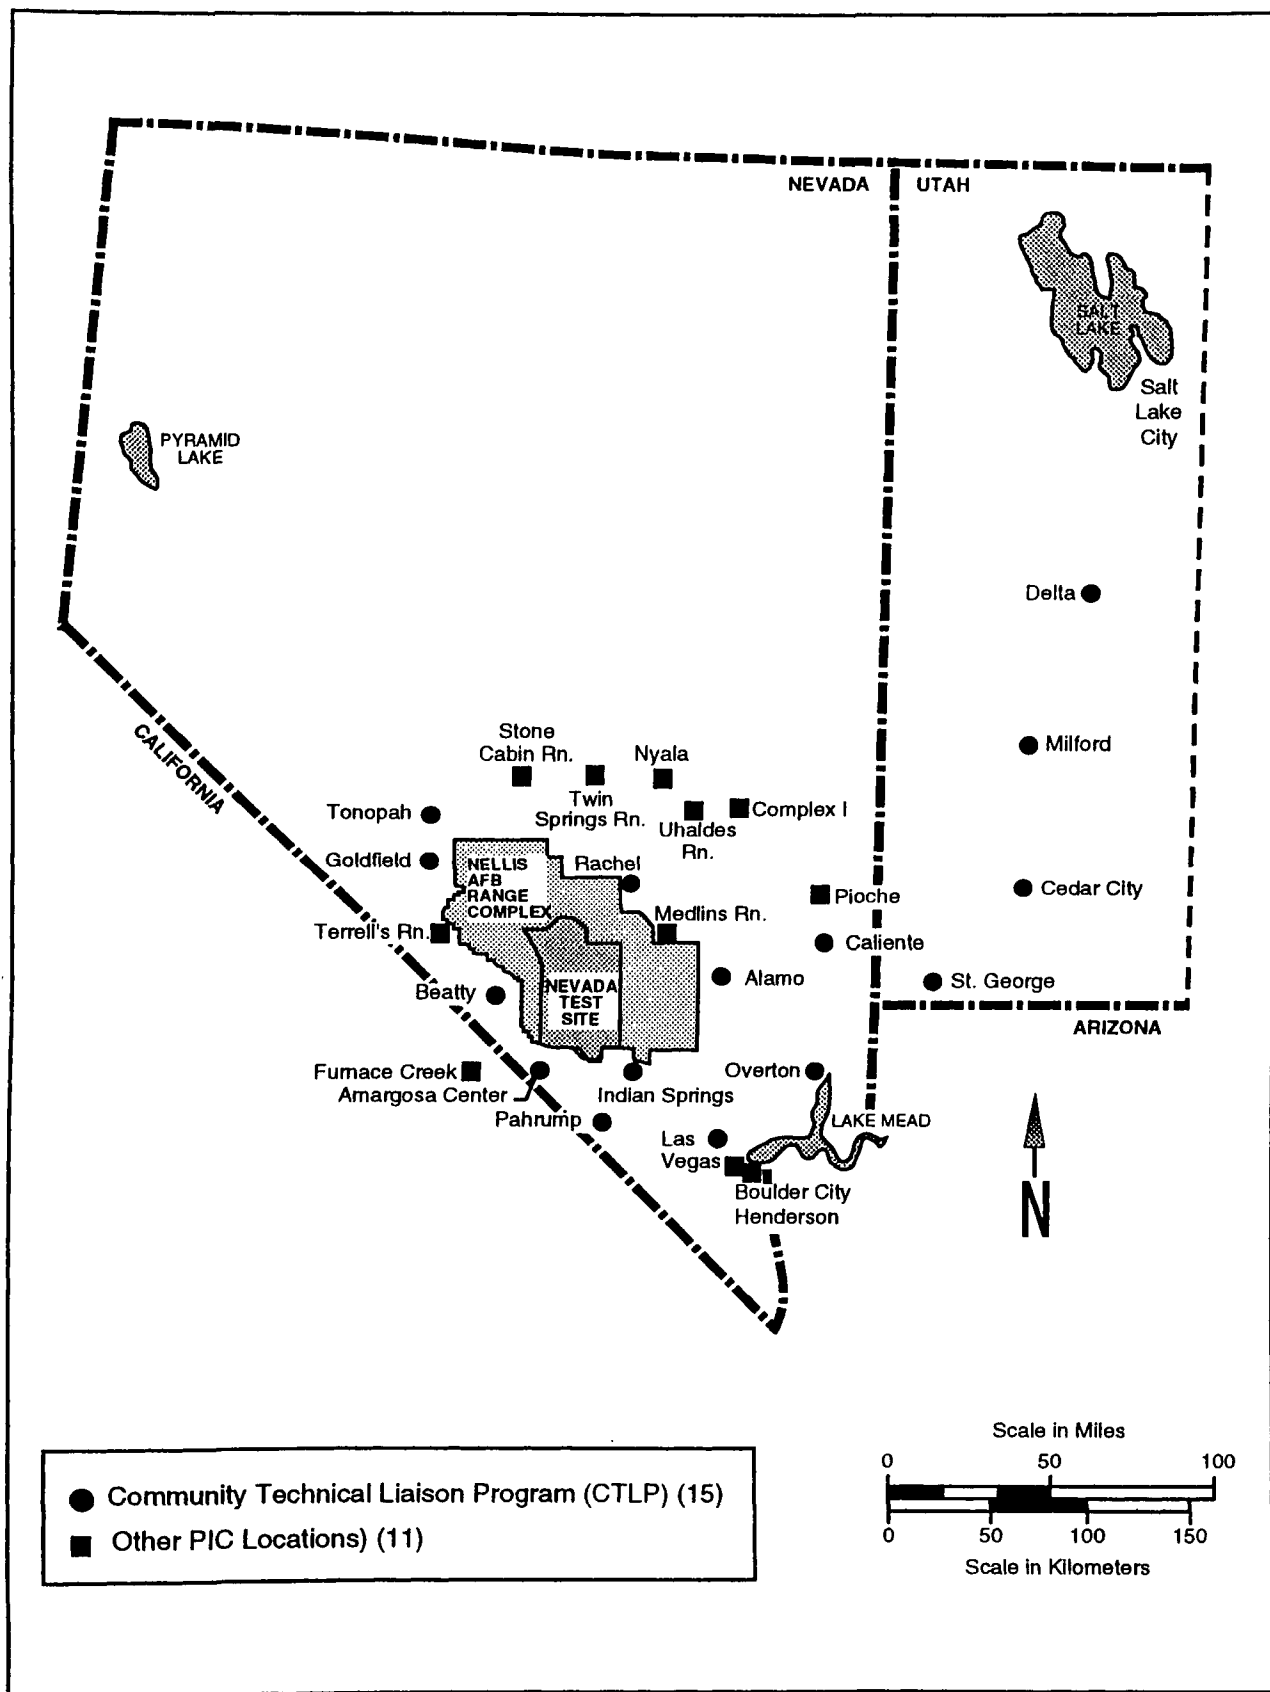 NEVADA
UTAH
SALT
LAKE
Salt
Lake
City
PYRAMID
LAKE
Delta
Milford
CALIFORNIA
Stone
Cabin Rn.
Nyala
Twin
Springs Rn.
Tonopah
Uhaldes
Rn.
Complex I
Goldfield
NELLIS
AFB
RANGE
COMPLEX
Rachel
Cedar City
Pioche
Terrell's Rn.
Medlins Rn.
Caliente
Beatty
NEVADA
TEST
SITE
Alamo
St. George
ARIZONA
Furnace Creek
Amargosa Center
Indian Springs
Overton
Pahrump
LAKE MEAD
Las
Vegas
Boulder City
Henderson
N
Scale in Miles
0 50 100
0 50 100 150
Scale in Kilometers
Community Technical Liaison Program (CTLP) (15)
Other PIC Locations) (11)